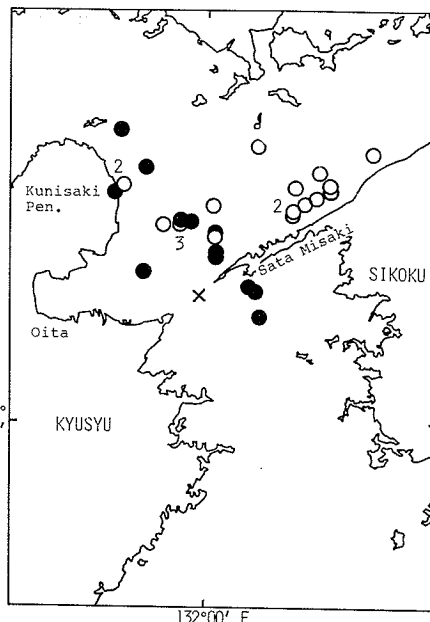 2
Kunisaki
Pen.
2
3
Sata Misaki
SIKOKU
Oita
KYUSYU
132°00' E